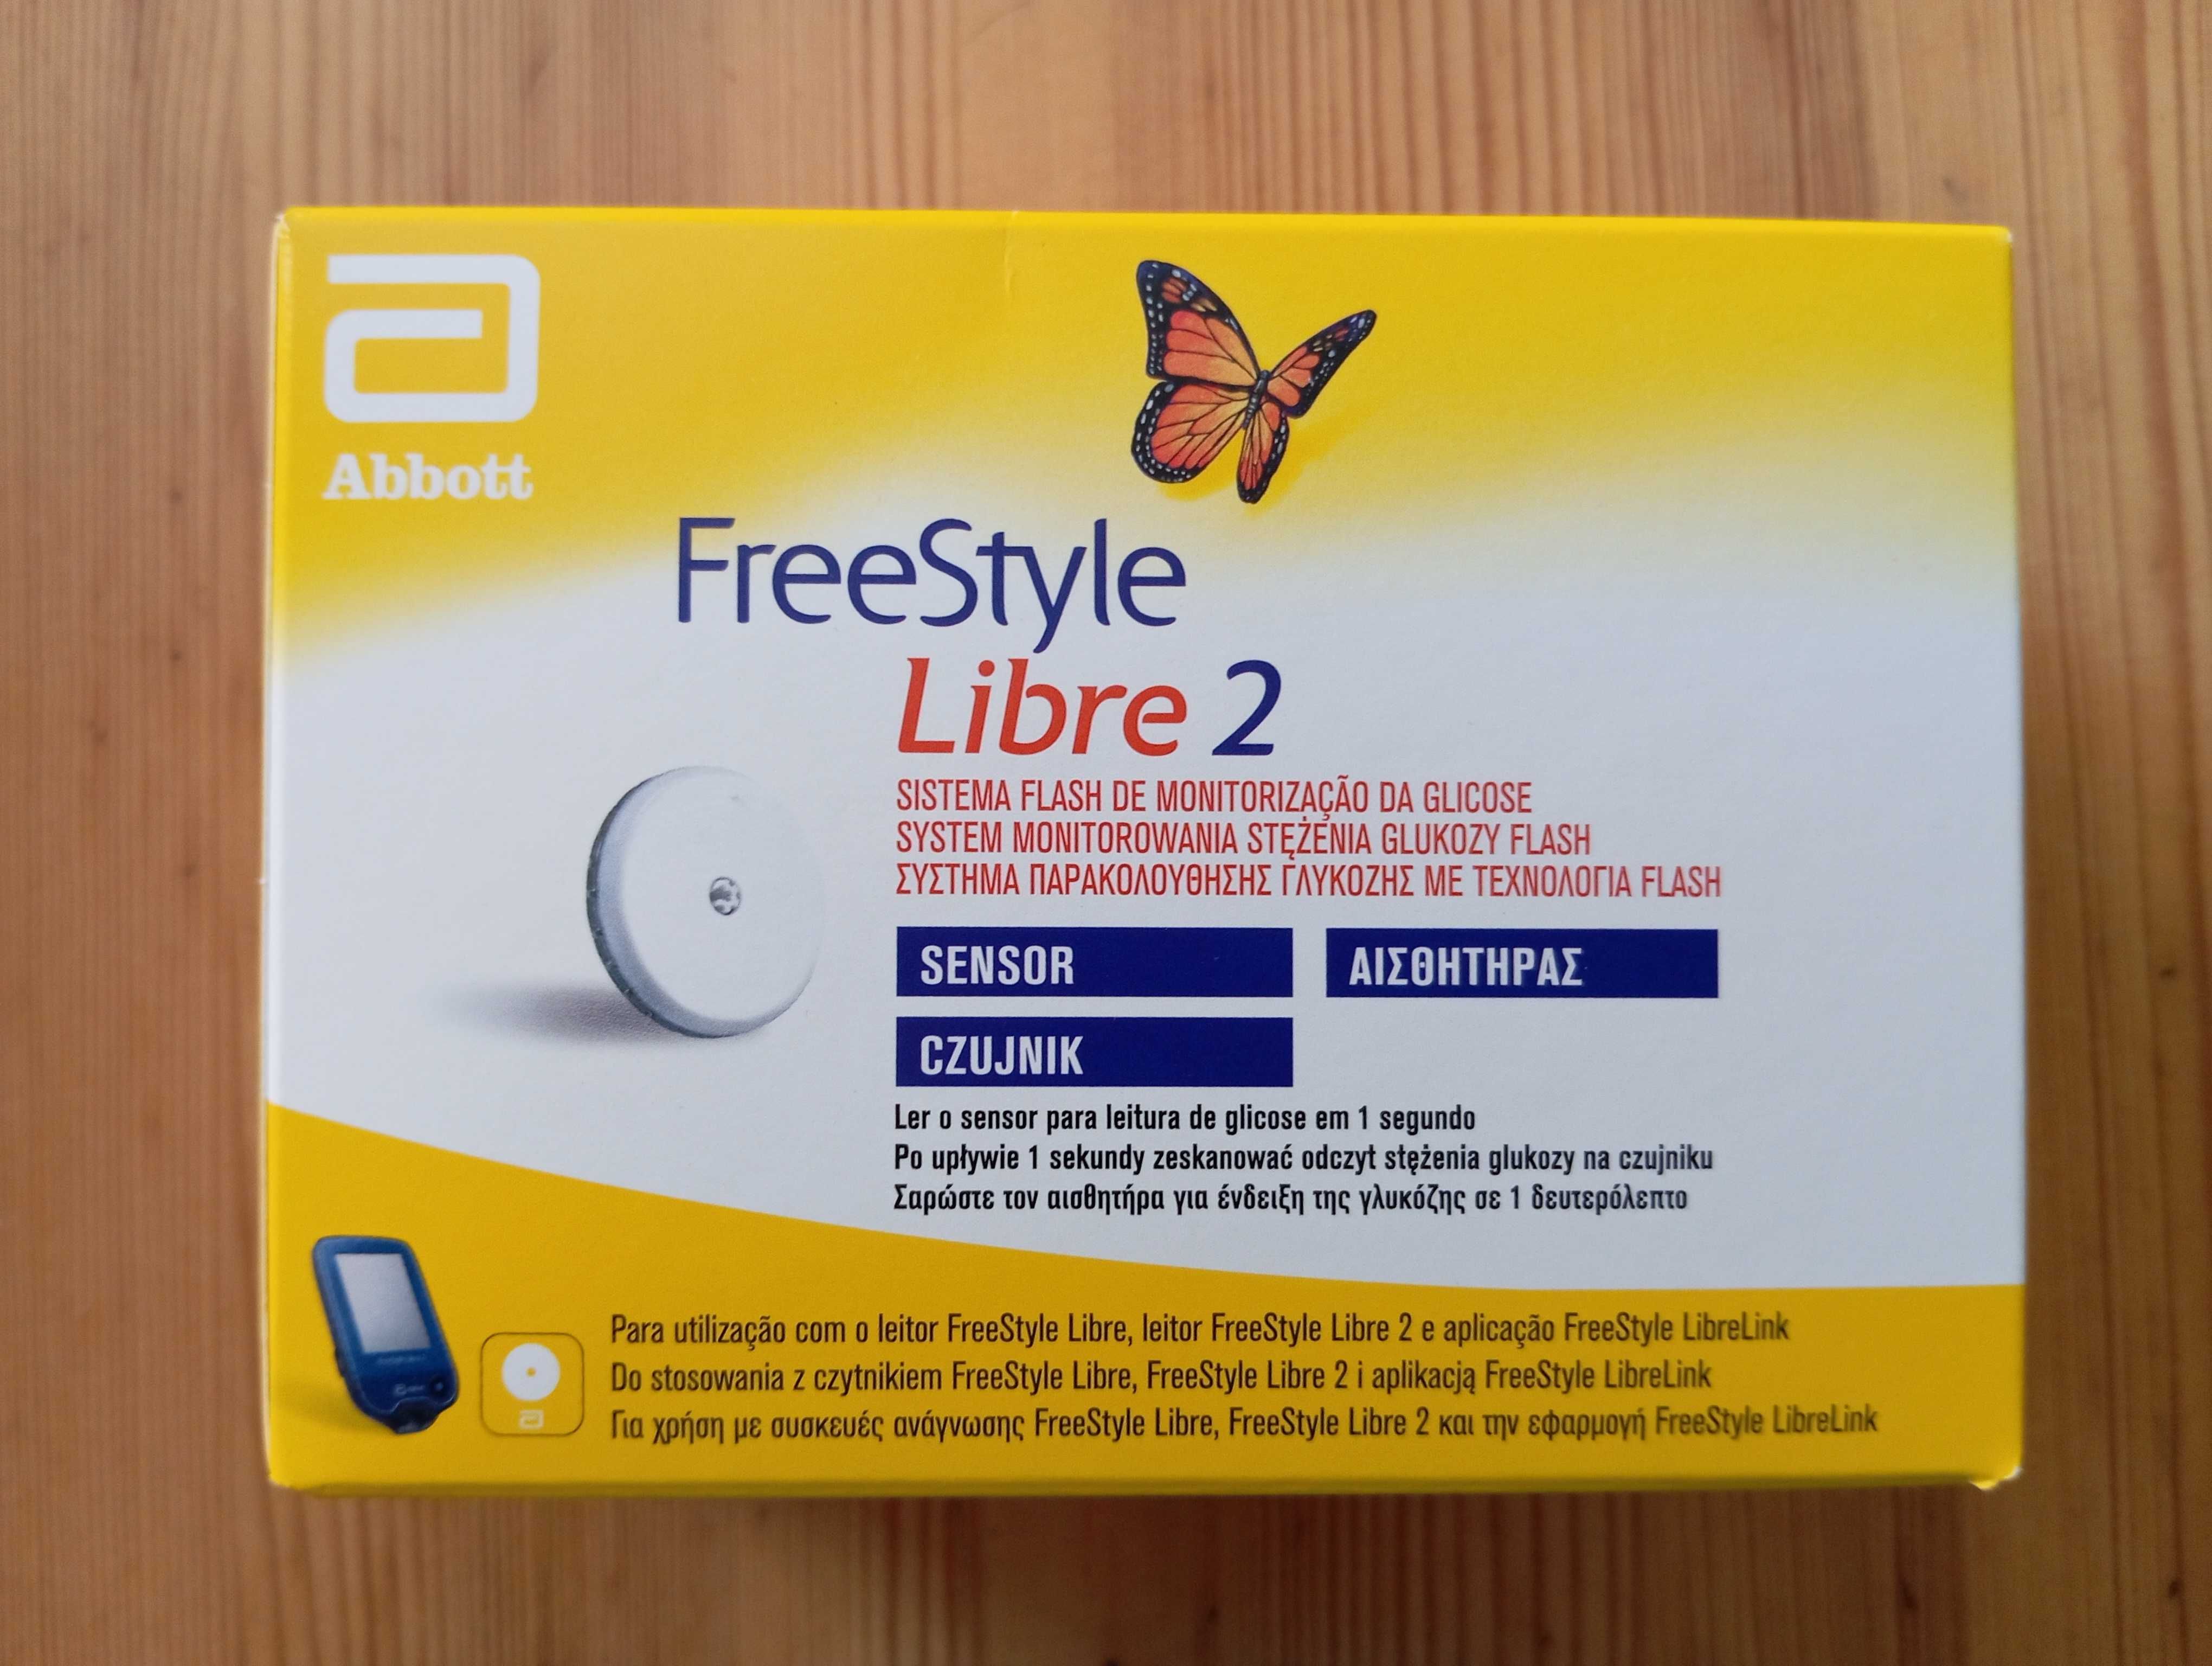 Abbott
FreeStyle
Libre 2
SISTEMA FLASH DE MONITORIZAÇÃO DA GLICOSE
SYSTEM MONITOROWANIA STĘŻENIA GLUKOZY FLASH
ΣΥΣΤΗΜΑ ΠΑΡΑΚΟΛΟΥΘΗΣΗΣ ΓΛΥΚΟΖΗΣ ΜΕ ΤΕΧΝΟΛΟΓΙΑ FLASH
SENSOR ΑΙΣΘΗΤΗΡΑΣ
CZUJNIK
Ler o sensor para leitura de glicose em 1 segundo
Po upływie 1 sekundy zeskanować odczyt stężenia glukozy na czujniku
Σαρώστε τον αισθητήρα για ένδειξη της γλυκόζης σε 1 δευτερόλεπτο
Para utilização com o leitor FreeStyle Libre, leitor FreeStyle Libre 2 e aplicação FreeStyle LibreLink
Do stosowania z czytnikiem FreeStyle Libre, FreeStyle Libre 2 i aplikacją FreeStyle LibreLink
Για χρήση με συσκευές ανάγνωσης FreeStyle Libre, FreeStyle Libre 2 και την εφαρμογή FreeStyle LibreLink